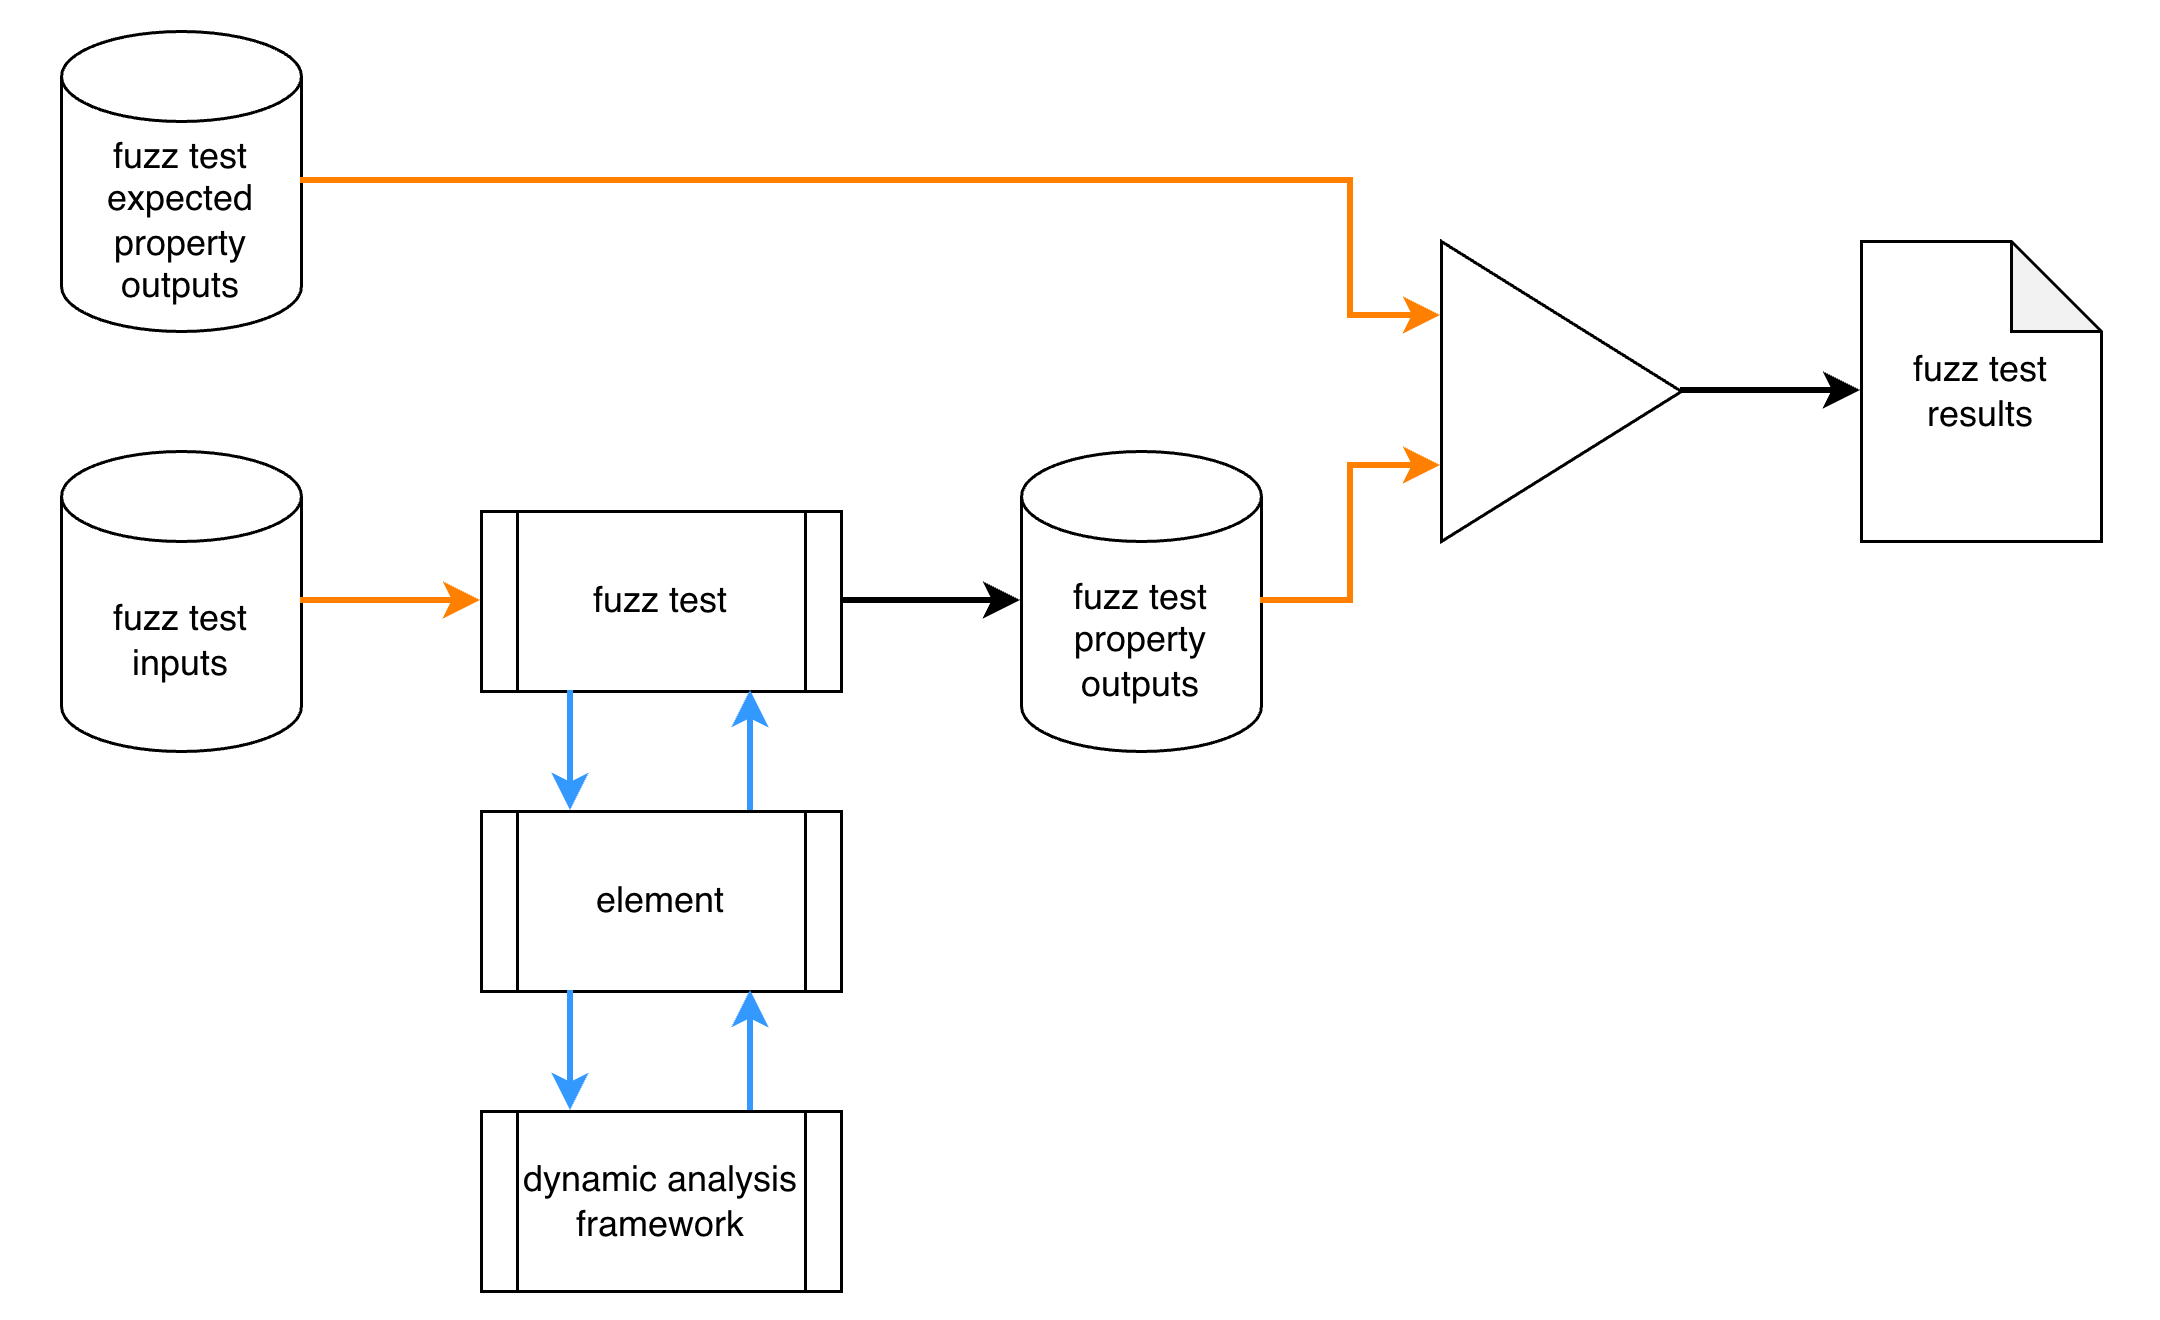 fuzz test
expected
property
outputs
fuzz test
results
fuzz test
inputs
fuzz test
fuzz test
property
outputs
element
dynamic analysis
framework